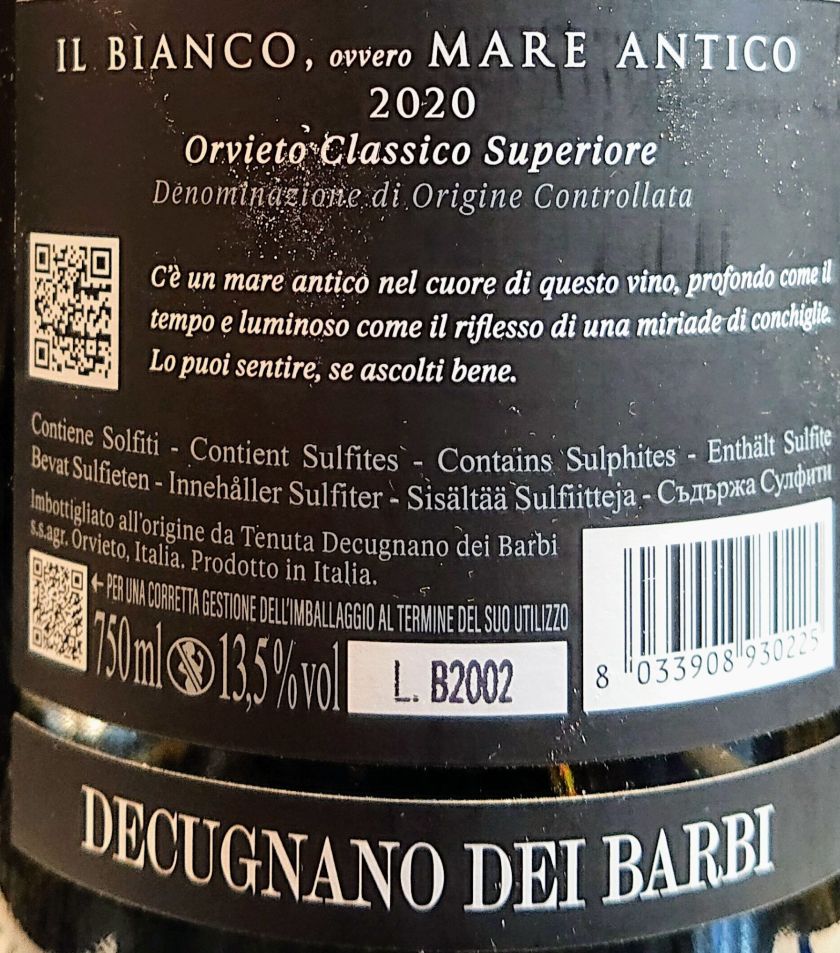 IL BIANCO, ovvero MARE ANTICO
2020
Orvieto Classico Superiore
Denominazione di Origine Controllata
C'è un mare antico nel cuore di questo vino, profondo come il
tempo e luminoso come il riflesso di una miriade di conchiglie.
Lo puoi sentire, se ascolti bene.
Contiene Solfiti - Contient Sulfites - Contains Sulphites - Enthält Sulfite
Bevat Sulfieten - Innehåller Sulfiter - Sisältää Sulfiitteja - Съдържа Сулфити
Imbottigliato all'origine da Tenuta Decugnano dei Barbi
s.s.agr. Orvieto, Italia. Prodotto in Italia.
← PER UNA CORRETTA GESTIONE DELL'IMBALLAGGIO AL TERMINE DEL SUO UTILIZZO
750ml 13,5%vol L. B2002
8 033908 930225
DECUGNANO DEI BARBI